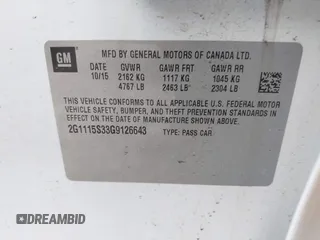 GM
MFD BY GENERAL MOTORS OF CANADA LTD.
DATE GVWR GAWR FRT GAWR RR
10/15 2162 KG 1117 KG 1045 KG
4767 LB 2463 LB 2304 LB
THIS VEHICLE CONFORMS TO ALL APPLICABLE U.S. FEDERAL MOTOR
VEHICLE SAFETY, BUMPER, AND THEFT PREVENTION STANDARDS
IN EFFECT ON THE DATE OF MANUFACTURE SHOWN ABOVE.
2G1115S33G9126643 TYPE: PASS CAR
DREAMBID